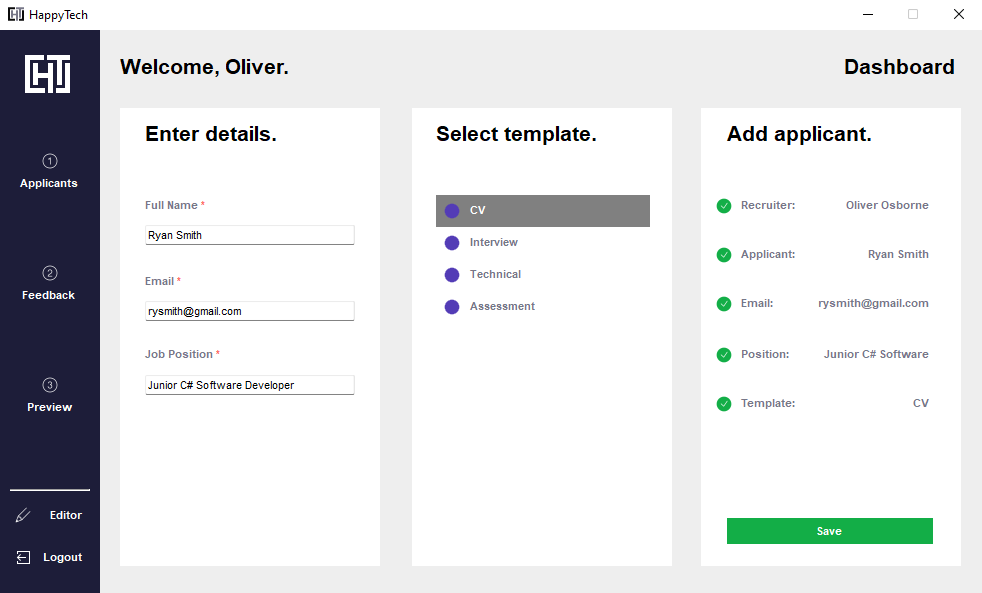 HappyTech
HT
Welcome, Oliver.
Dashboard
1
Applicants
2
Feedback
3
Preview
Editor
Logout
Enter details.
Full Name *
Ryan Smith
Email *
rysmith@gmail.com
Job Position *
Junior C# Software Developer
Select template.
CV
Interview
Technical
Assessment
Add applicant.
Recruiter: Oliver Osborne
Applicant: Ryan Smith
Email: rysmith@gmail.com
Position: Junior C# Software
Template: CV
Save